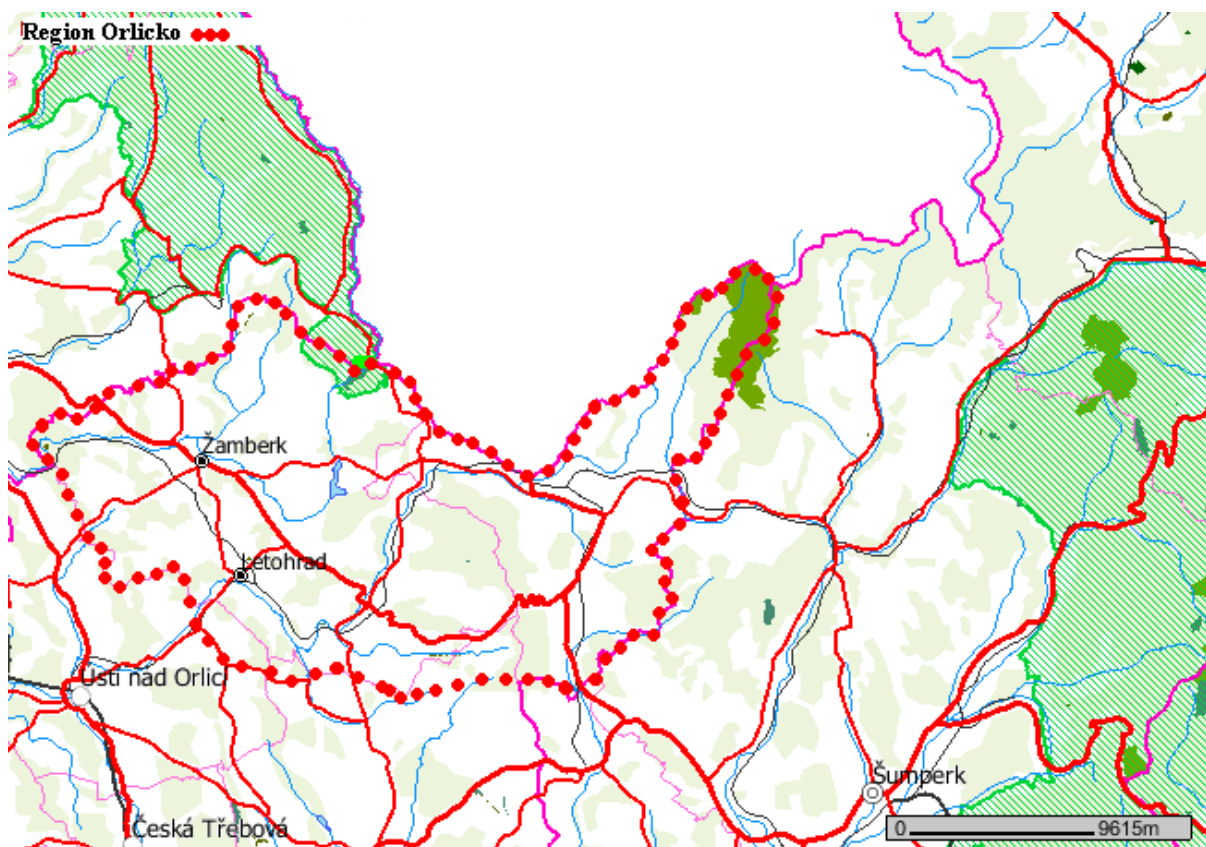 Region Orlicko
Žamberk
Letohrad
Ústí nad Orlicí
Šumperk
Česká Třebová
0 9615m